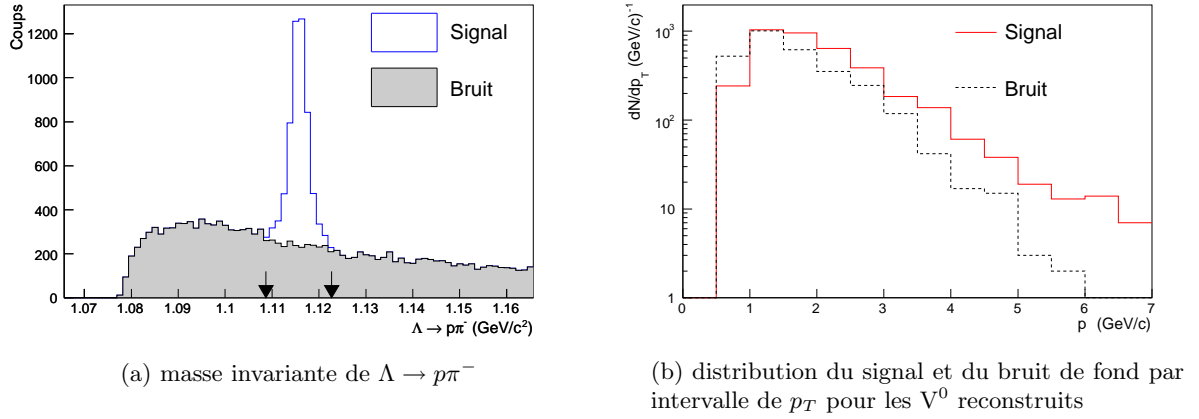 Coups
1200
1000
800
600
400
200
0
Signal
Bruit
1.07 1.08 1.09 1.1 1.11 1.12 1.13 1.14 1.15 1.16
Λ → pπ⁻ (GeV/c²)
(a) masse invariante de Λ → pπ⁻
dN/dp_T (GeV/c)⁻¹
10³
10²
10
1
Signal
Bruit
0 1 2 3 4 5 6 7
p (GeV/c)
(b) distribution du signal et du bruit de fond par
intervalle de p_T pour les V⁰ reconstruits